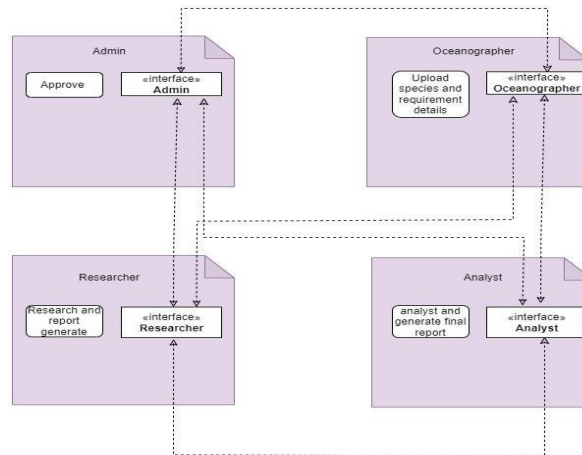 Admin
Approve
«interface»
Admin
Oceanographer
Upload
species and
requirement
details
«interface»
Oceanographer
Researcher
Research and
report
generate
«interface»
Researcher
Analyst
analyst and
generate final
report
«interface»
Analyst